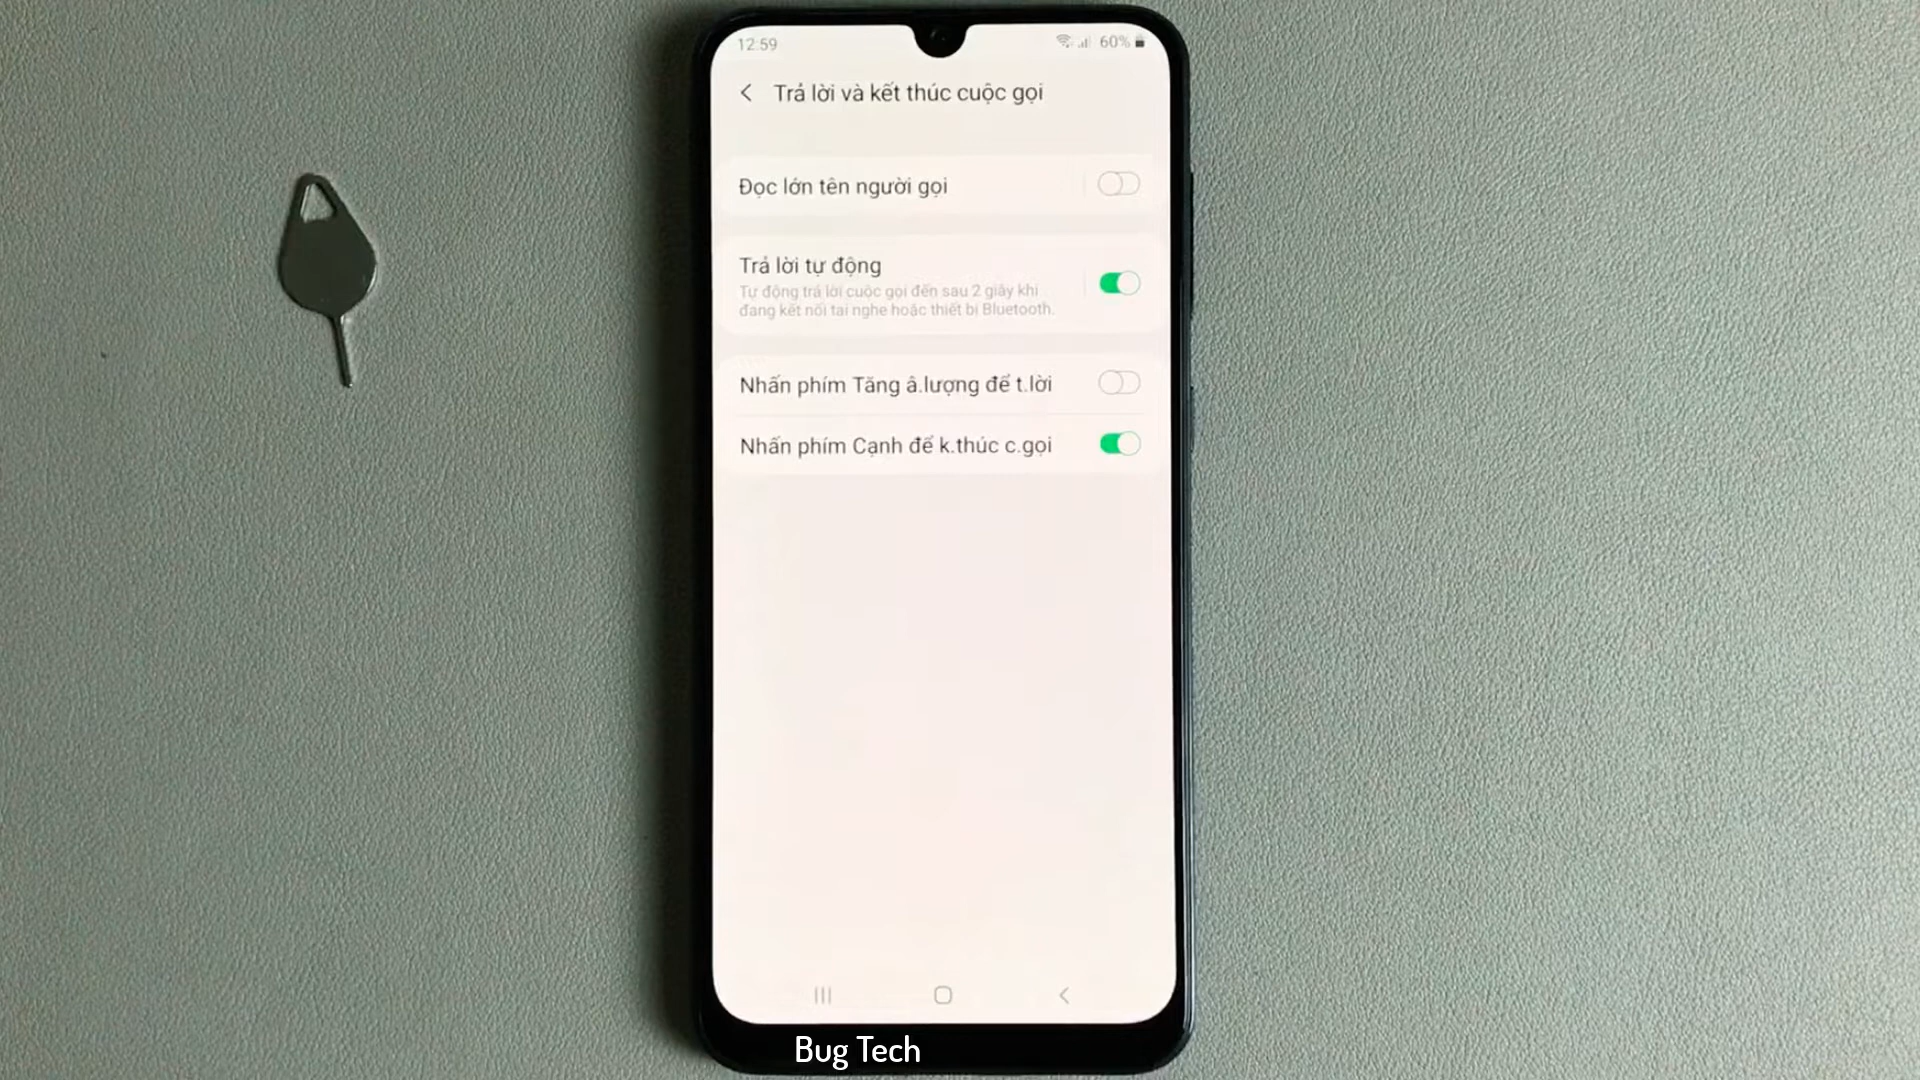 12:59
60%
Trả lời và kết thúc cuộc gọi
Đọc lớn tên người gọi
Trả lời tự động
Tự động trả lời cuộc gọi đến sau 2 giây khi
đang kết nối tai nghe hoặc thiết bị Bluetooth.
Nhấn phím Tăng â.lượng để t.lời
Nhấn phím Cạnh để k.thúc c.gọi
Bug Tech